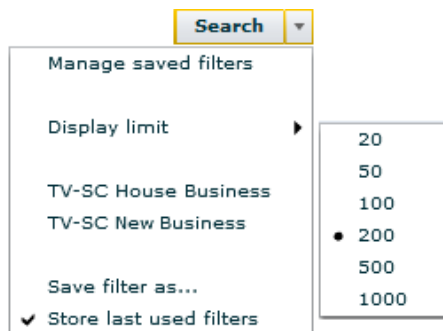 Search
Manage saved filters
Display limit
20
50
100
200
500
1000
TV-SC House Business
TV-SC New Business
Save filter as...
Store last used filters